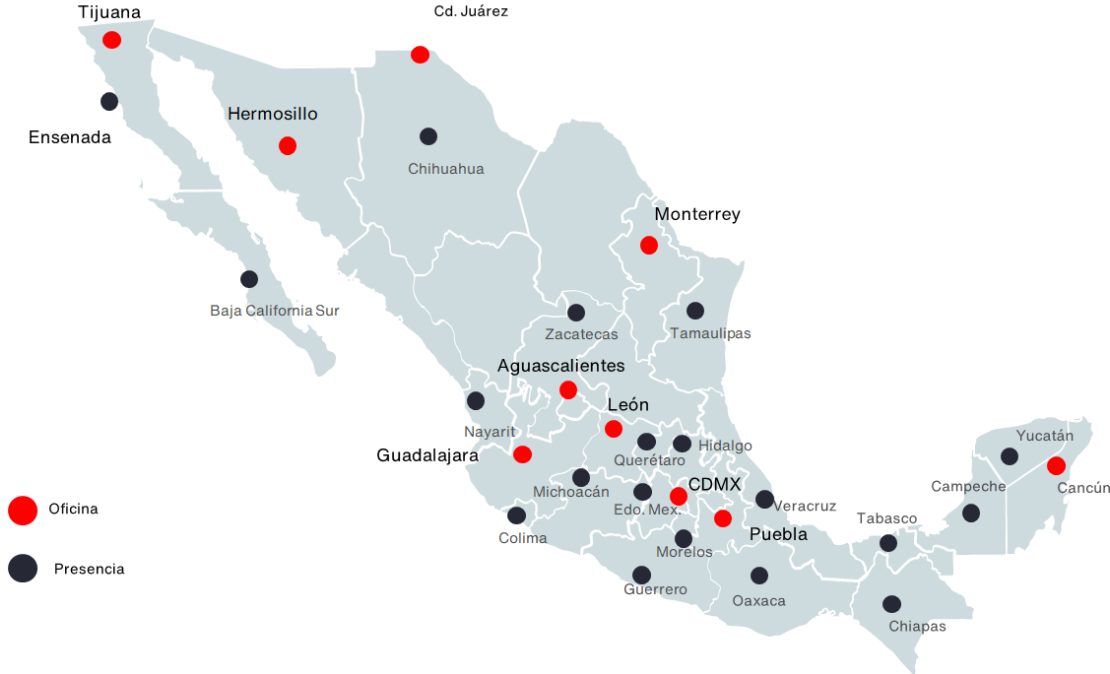 Tijuana
Cd. Juárez
Hermosillo
Ensenada
Chihuahua
Monterrey
Baja California Sur
Zacatecas
Tamaulipas
Aguascalientes
León
Nayarit
Guadalajara
Querétaro
Hidalgo
Yucatán
CDMX
Michoacán
Campeche
Cancún
Oficina
Edo. Mex.
Veracruz
Tabasco
Colima
Puebla
Morelos
Presencia
Guerrero
Oaxaca
Chiapas